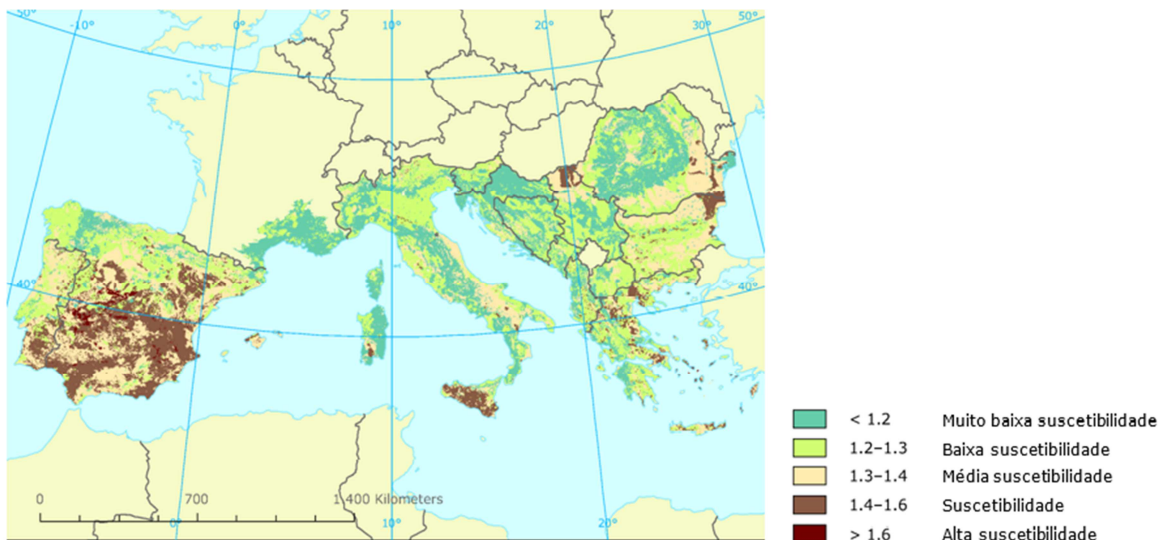 50° -10° 0° 10° 20° 30° 50°
40° 40°
0 700 1 400 Kilometers
0° 10° 20°
< 1.2 Muito baixa suscetibilidade
1.2–1.3 Baixa suscetibilidade
1.3–1.4 Média suscetibilidade
1.4–1.6 Suscetibilidade
> 1.6 Alta suscetibilidade